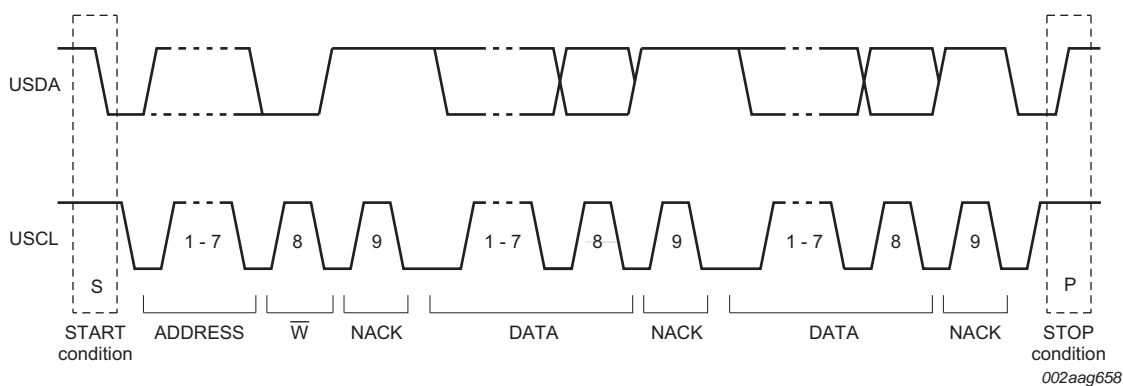 USDA
USCL
1 - 7 8 9 1 - 7 8 9 1 - 7 8 9
S P
START condition ADDRESS W̅ NACK DATA NACK DATA NACK STOP condition
002aag658